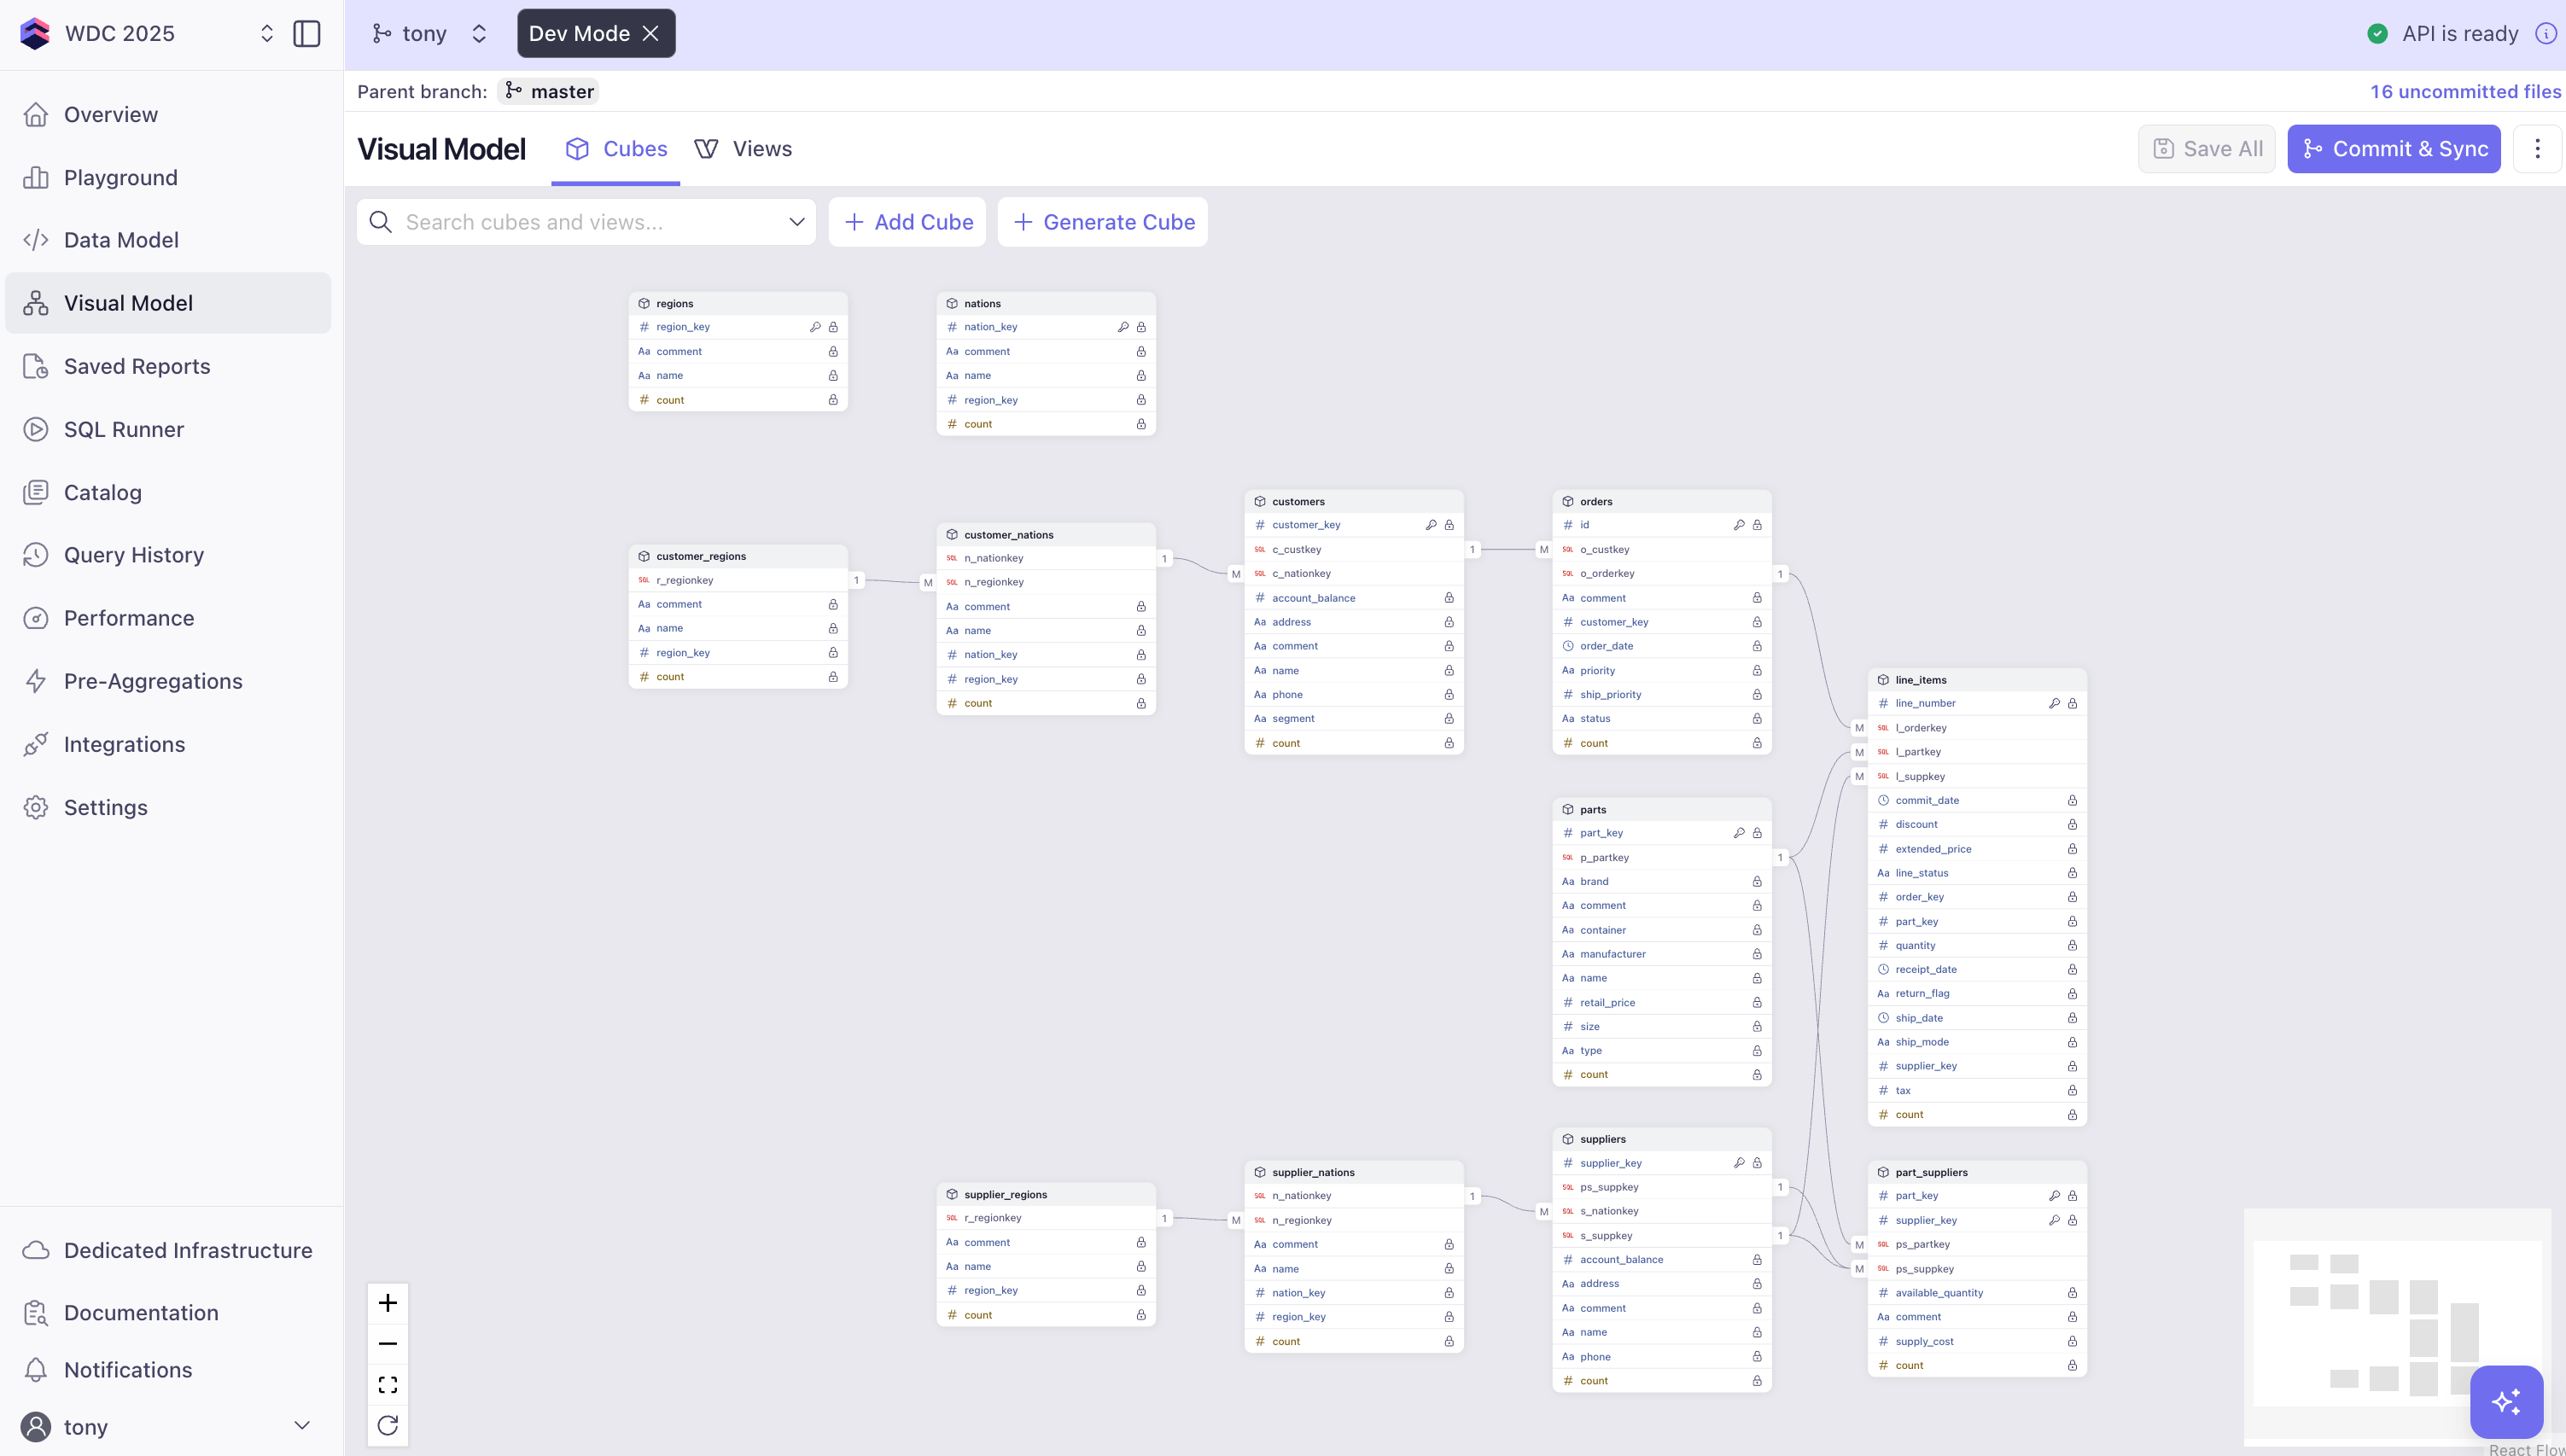 WDC 2025
tony
Dev Mode
API is ready
Parent branch: master
16 uncommitted files
Visual Model
Cubes
Views
Save All
Commit & Sync
Search cubes and views...
Add Cube
Generate Cube
Overview
Playground
Data Model
Visual Model
Saved Reports
SQL Runner
Catalog
Query History
Performance
Pre-Aggregations
Integrations
Settings
Dedicated Infrastructure
Documentation
Notifications
tony
regions
# region_key
Aa comment
Aa name
# count
nations
# nation_key
Aa comment
Aa name
# region_key
# count
customer_regions
SQL r_regionkey
Aa comment
Aa name
# region_key
# count
1
M
customer_nations
SQL n_nationkey
SQL n_regionkey
Aa comment
Aa name
# nation_key
# region_key
# count
1
M
customers
# customer_key
SQL c_custkey
SQL c_nationkey
# account_balance
Aa address
Aa comment
Aa name
Aa phone
Aa segment
# count
1
M
orders
# id
SQL o_custkey
SQL o_orderkey
Aa comment
# customer_key
order_date
Aa priority
# ship_priority
Aa status
# count
1
parts
# part_key
SQL p_partkey
Aa brand
Aa comment
Aa container
Aa manufacturer
Aa name
# retail_price
# size
Aa type
# count
1
M
M
M
line_items
# line_number
SQL l_orderkey
SQL l_partkey
SQL l_suppkey
commit_date
# discount
# extended_price
Aa line_status
# order_key
# part_key
# quantity
receipt_date
Aa return_flag
ship_date
Aa ship_mode
# supplier_key
# tax
# count
supplier_regions
SQL r_regionkey
Aa comment
Aa name
# region_key
# count
1
M
supplier_nations
SQL n_nationkey
SQL n_regionkey
Aa comment
Aa name
# nation_key
# region_key
# count
1
M
suppliers
# supplier_key
SQL ps_suppkey
SQL s_nationkey
SQL s_suppkey
# account_balance
Aa address
Aa comment
Aa name
Aa phone
# count
1
1
M
M
part_suppliers
# part_key
# supplier_key
SQL ps_partkey
SQL ps_suppkey
# available_quantity
Aa comment
# supply_cost
# count
React Flow